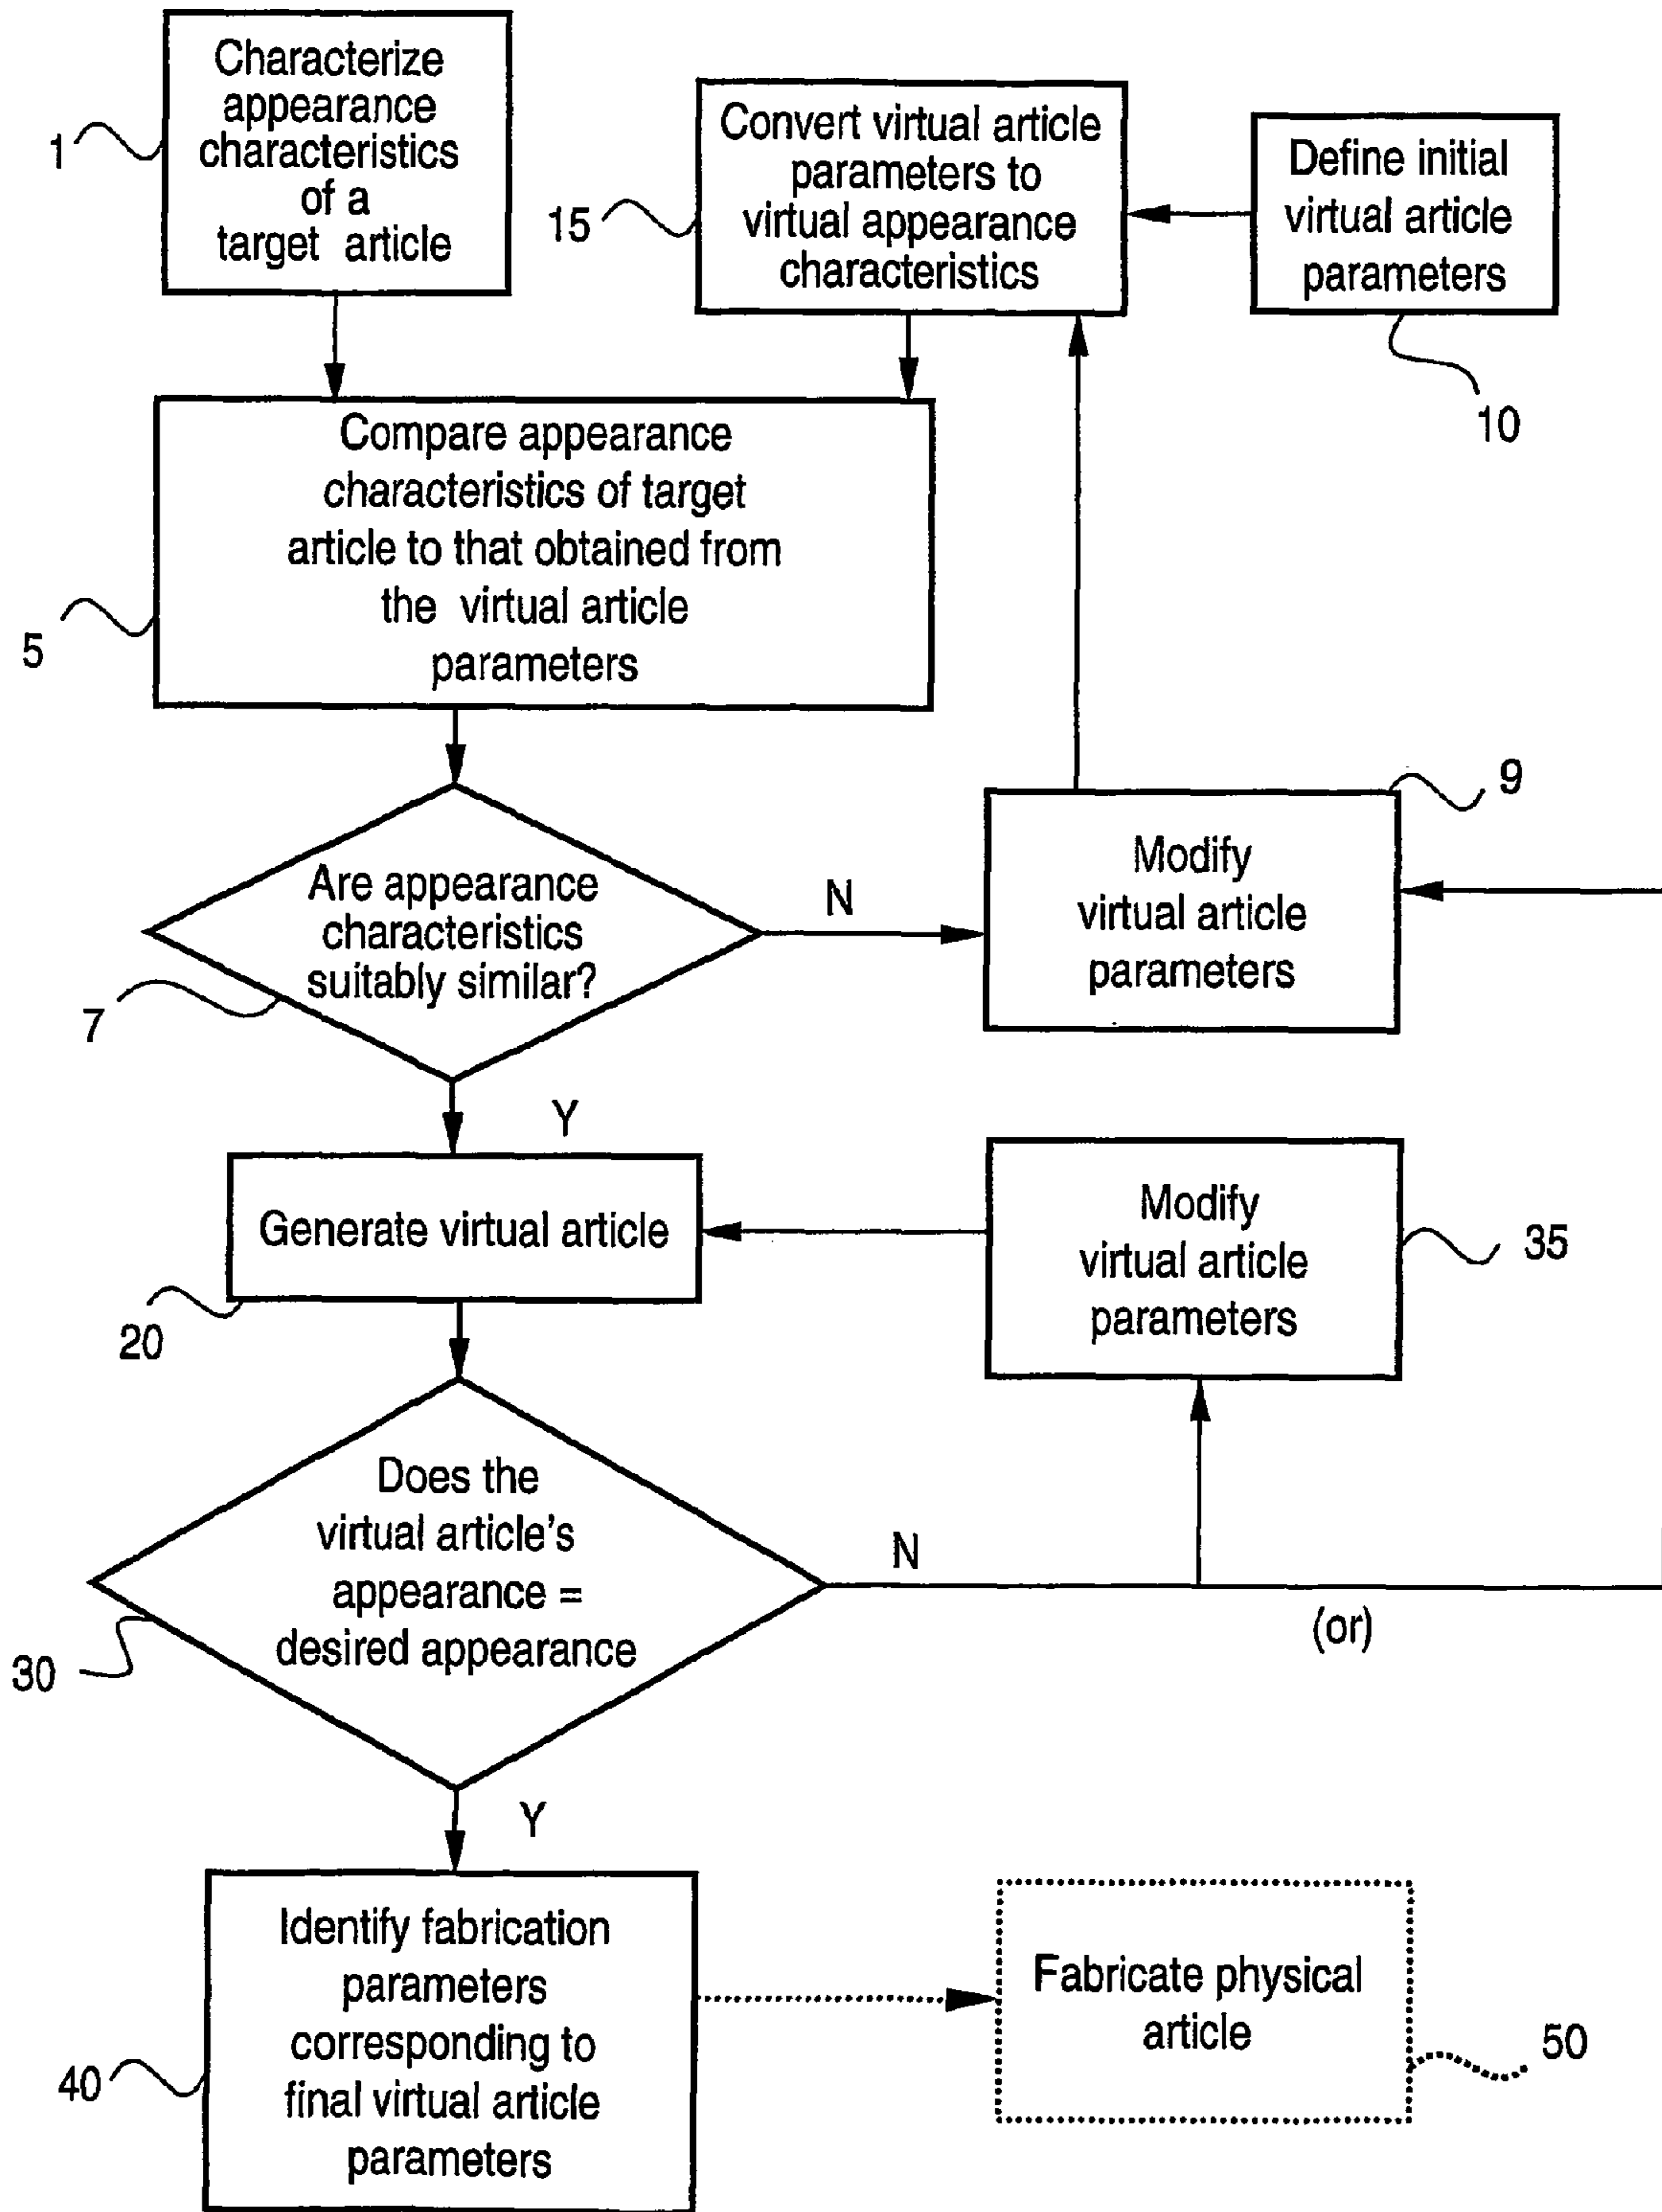 Characterize
appearance
characteristics
of a
target article
1
Convert virtual article
parameters to
virtual appearance
characteristics
15
Define initial
virtual article
parameters
10
Compare appearance
characteristics of target
article to that obtained from
the virtual article
parameters
5
Are appearance
characteristics
suitably similar?
7
N
Modify
virtual article
parameters
9
Y
Generate virtual article
20
Modify
virtual article
parameters
35
Does the
virtual article's
appearance =
desired appearance
30
N
(or)
Y
Identify fabrication
parameters
corresponding to
final virtual article
parameters
40
Fabricate physical
article
50